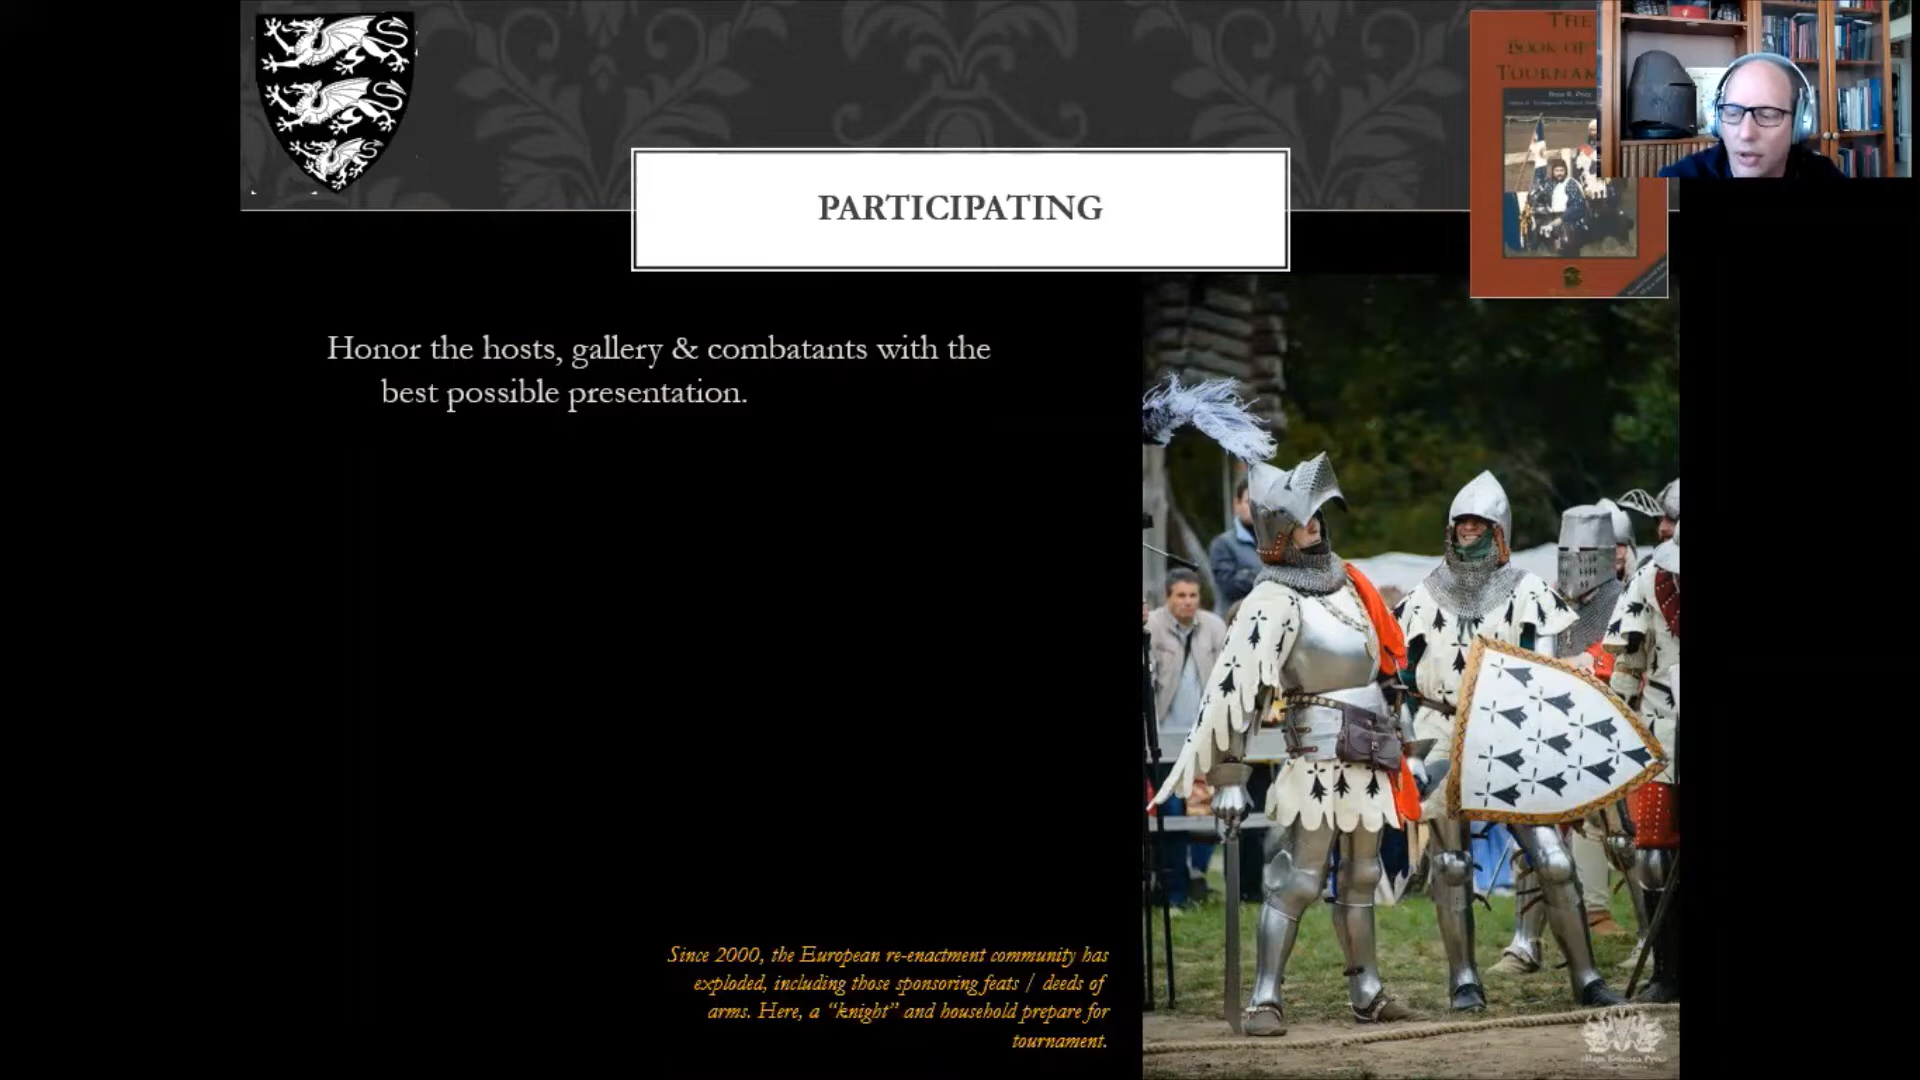 THE
BOOK OF
TOURNAM
PARTICIPATING
Honor the hosts, gallery & combatants with the
best possible presentation.
Since 2000, the European re-enactment community has
exploded, including those sponsoring feats / deeds of
arms. Here, a “knight” and household prepare for
tournament.